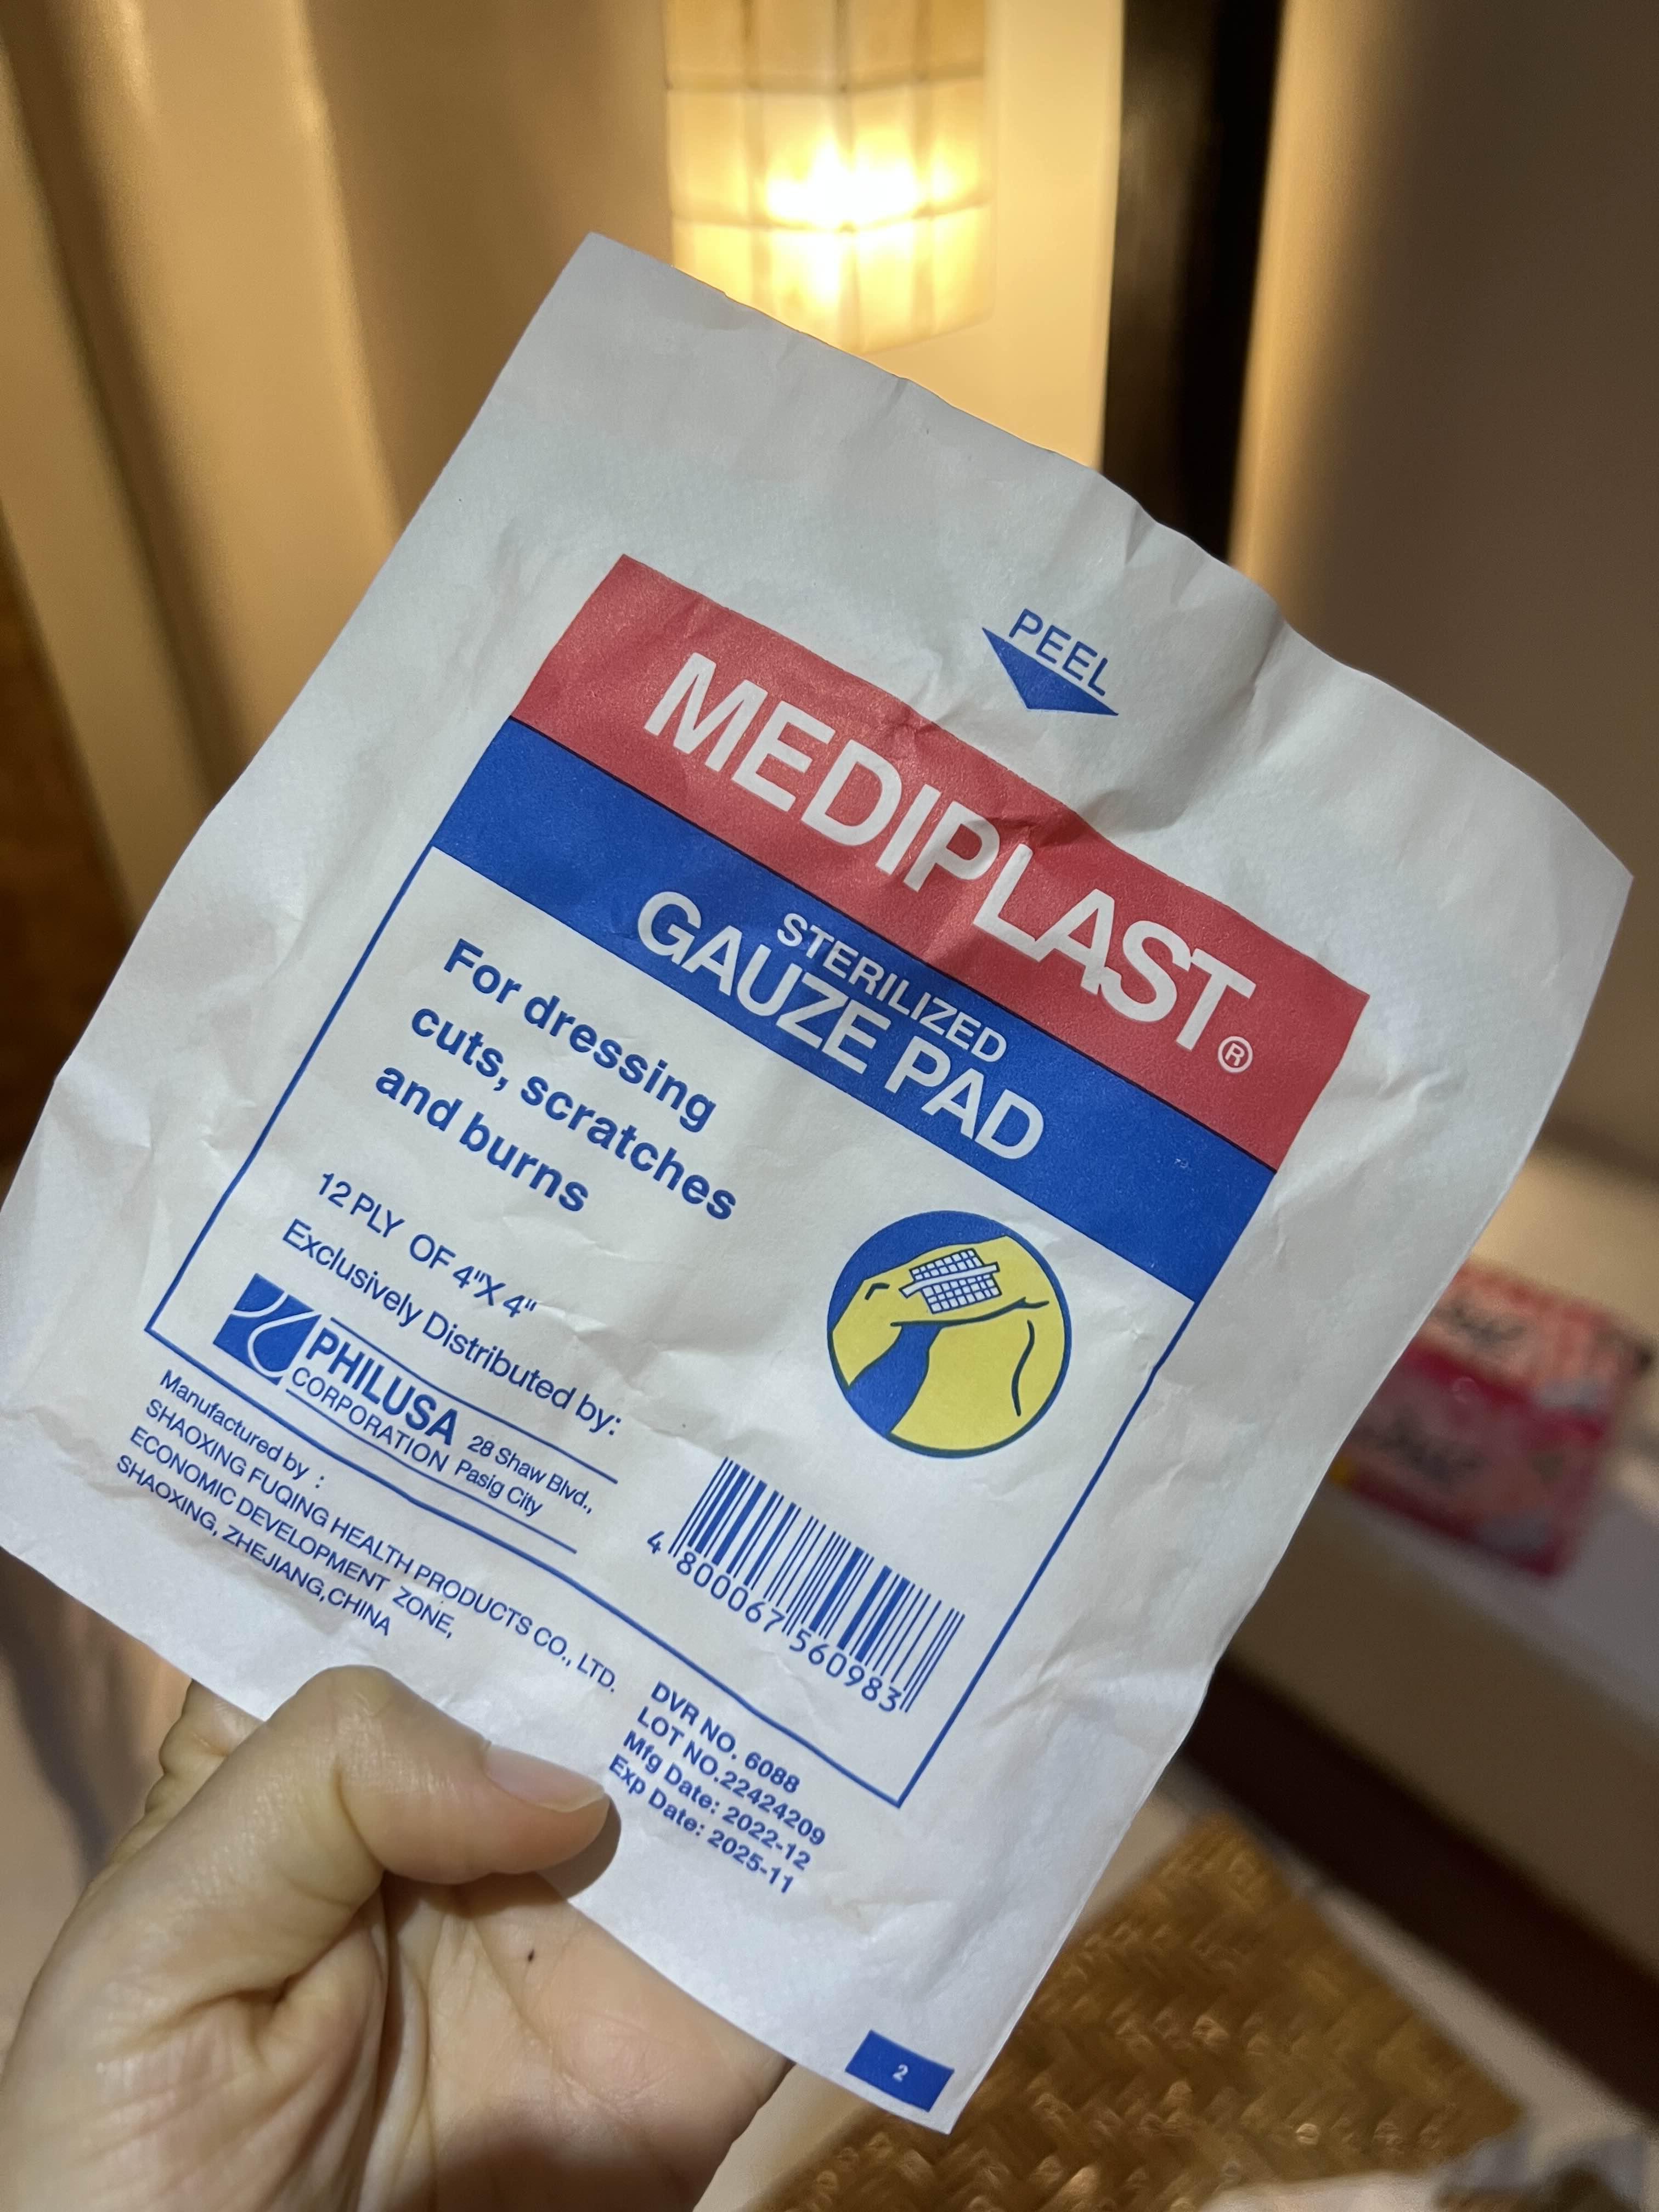 PEEL
MEDIPLAST®
STERILIZED
GAUZE PAD
For dressing
cuts, scratches
and burns
12 PLY OF 4"X 4"
Exclusively Distributed by:
PHILUSA
CORPORATION
28 Shaw Blvd.,
Pasig City
4 800067 560983
Manufactured by :
SHAOXING FUQING HEALTH PRODUCTS CO., LTD.
ECONOMIC DEVELOPMENT ZONE,
SHAOXING, ZHEJIANG,CHINA
DVR NO. 6088
LOT NO.22424209
Mfg Date: 2022-12
Exp Date: 2025-11
2